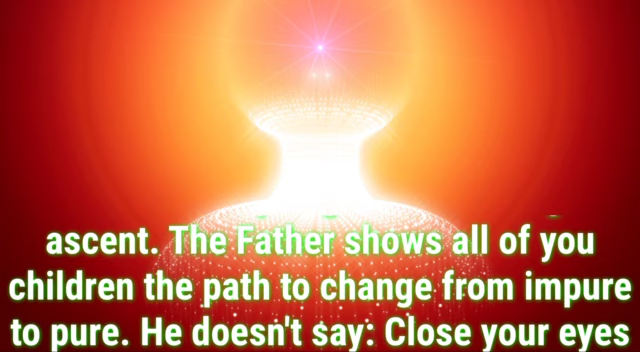 ascent. The Father shows all of you
children the path to change from impure
to pure. He doesn't say: Close your eyes